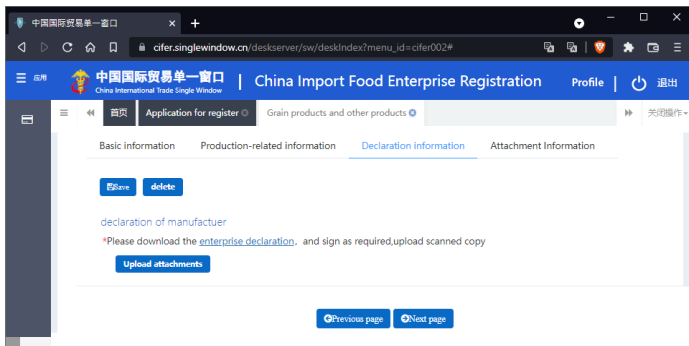 中国国际贸易单一窗口
cifer.singlewindow.cn/deskserver/sw/deskIndex?menu_id=cifer002#
应用 中国国际贸易单一窗口 | China Import Food Enterprise Registration Profile | 退出
China International Trade Single Window
首页 Application for register Grain products and other products 关闭操作
Basic information Production-related information Declaration information Attachment Information
Save delete
declaration of manufactuer
*Please download the enterprise declaration, and sign as required,upload scanned copy
Upload attachments
Previous page Next page